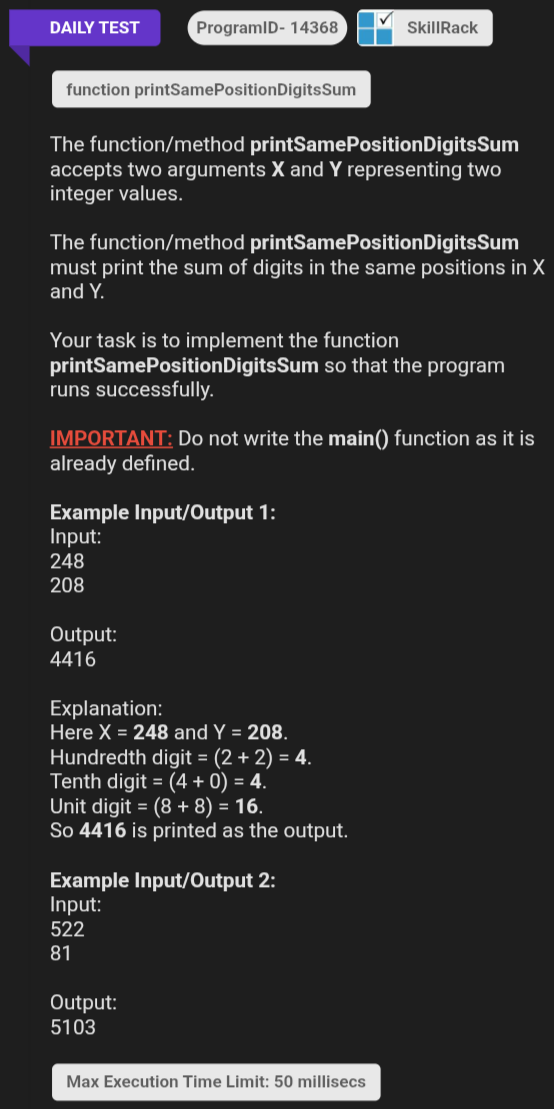 DAILY TEST
ProgramID- 14368
SkillRack
function printSamePositionDigitsSum
The function/method printSamePositionDigitsSum
accepts two arguments X and Y representing two
integer values.
The function/method printSamePositionDigitsSum
must print the sum of digits in the same positions in X
and Y.
Your task is to implement the function
printSamePositionDigitsSum so that the program
runs successfully.
IMPORTANT: Do not write the main() function as it is
already defined.
Example Input/Output 1:
Input:
248
208
Output:
4416
Explanation:
Here X = 248 and Y = 208.
Hundredth digit = (2 + 2) = 4.
Tenth digit = (4 + 0) = 4.
Unit digit = (8 + 8) = 16.
So 4416 is printed as the output.
Example Input/Output 2:
Input:
522
81
Output:
5103
Max Execution Time Limit: 50 millisecs